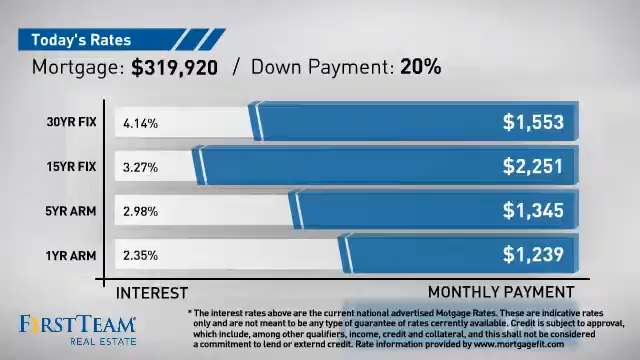 Today's Rates
Mortgage: $319,920 / Down Payment: 20%
30YR FIX 4.14% $1,553
15YR FIX 3.27% $2,251
5YR ARM 2.98% $1,345
1YR ARM 2.35% $1,239
INTEREST MONTHLY PAYMENT
FIRSTTEAM®
REAL ESTATE
* The interest rates above are the current national advertised Motgage Rates. These are indicative rates
only and are not meant to be any type of guarantee of rates cerrently available. Credit is subject to approval,
which include, among other qualifiers, income, credit and collateral, and this shall not be considered
a commitment to lend or externd credit. Rate information provided by www.mortgagefit.com